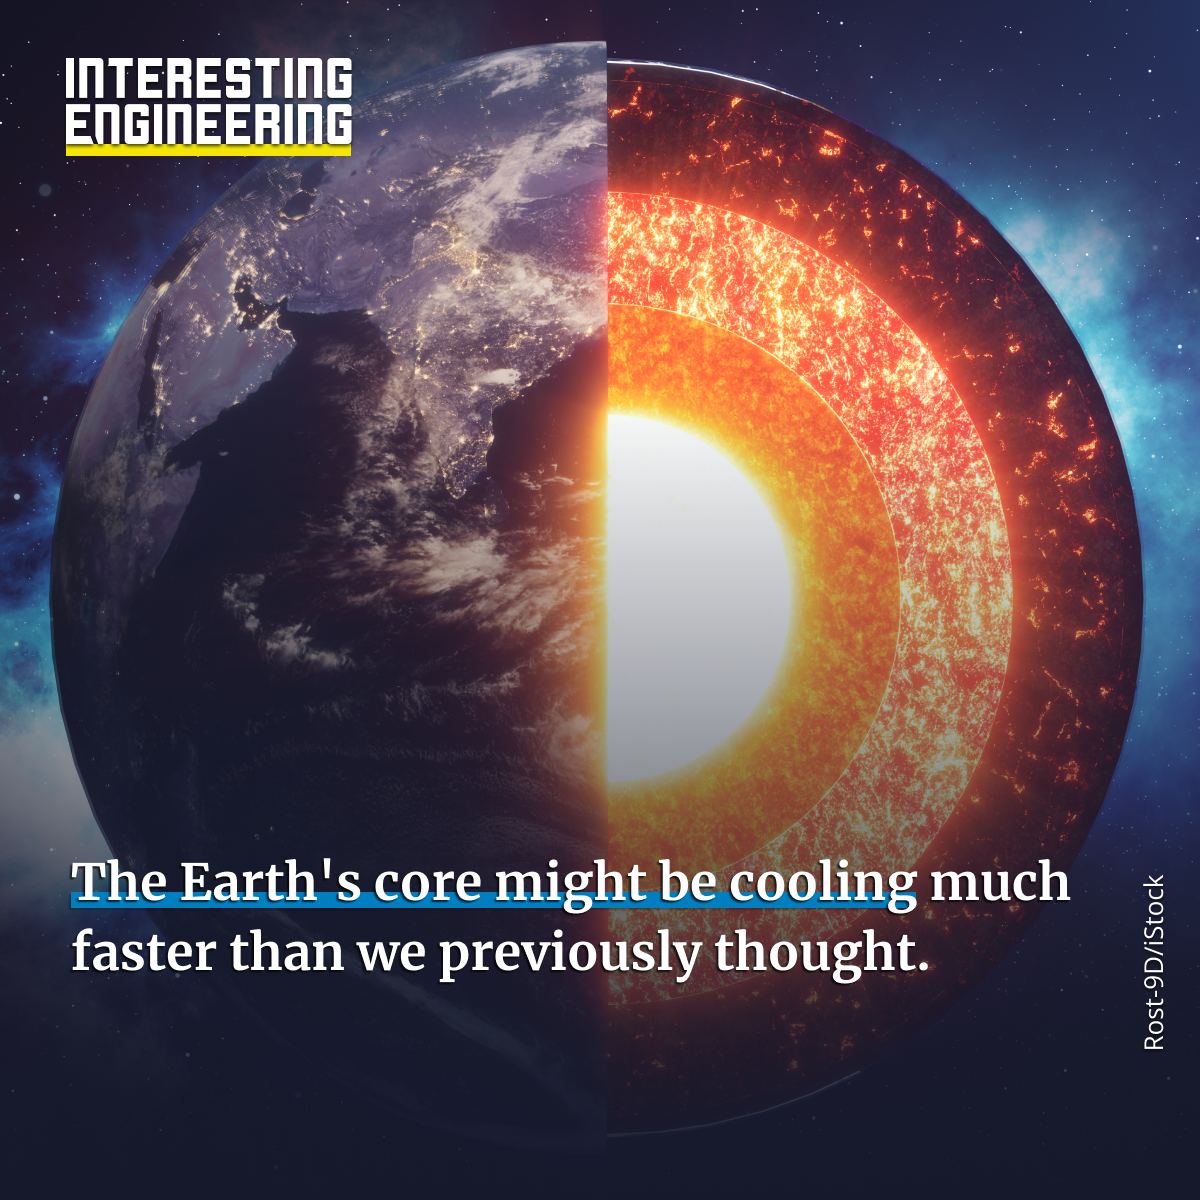 INTERESTING
ENGINEERING
The Earth's core might be cooling much
faster than we previously thought.
Rost-9D/iStock